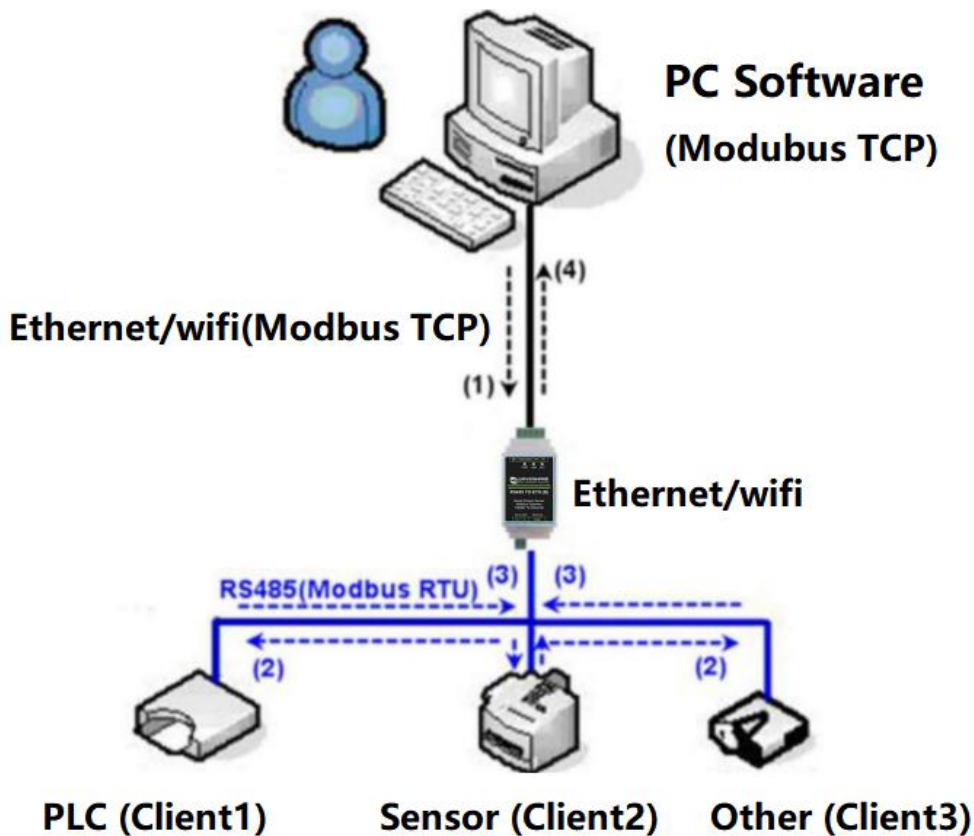 PC Software
(Modubus TCP)
(4)
Ethernet/wifi(Modbus TCP)
(1)
Ethernet/wifi
RS485(Modbus RTU)
(3)
(3)
(2)
(2)
PLC (Client1)
Sensor (Client2)
Other (Client3)